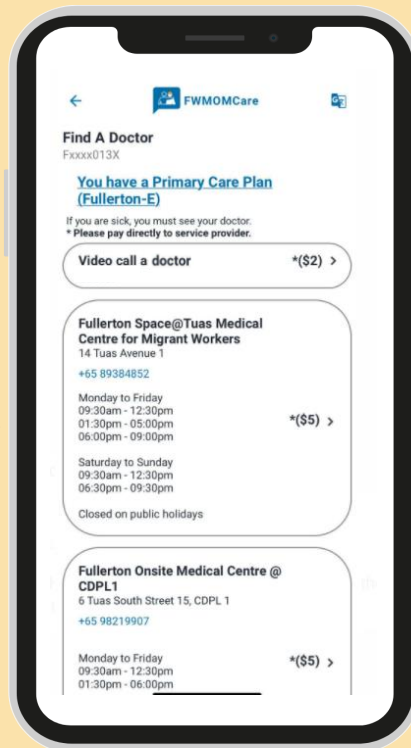 FWMOMCare
Find A Doctor
Fxxxx013X
You have a Primary Care Plan
(Fullerton-E)
If you are sick, you must see your doctor.
* Please pay directly to service provider.
Video call a doctor *($2) >
Fullerton Space@Tuas Medical
Centre for Migrant Workers
14 Tuas Avenue 1
+65 89384852
Monday to Friday
09:30am - 12:30pm
01:30pm - 05:00pm *($5) >
06:00pm - 09:00pm
Saturday to Sunday
09:30am - 12:30pm
06:30pm - 09:30pm
Closed on public holidays
Fullerton Onsite Medical Centre @
CDPL1
6 Tuas South Street 15, CDPL 1
+65 98219907
Monday to Friday *($5) >
09:30am - 12:30pm
01:30pm - 06:00pm